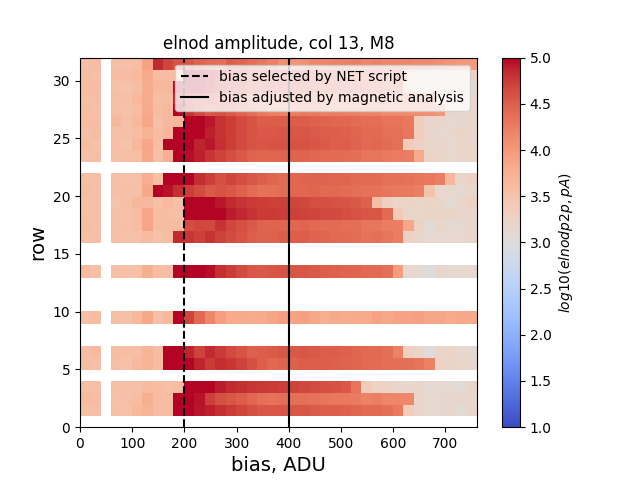 elnod amplitude, col 13, M8
bias selected by NET script
bias adjusted by magnetic analysis
30
25
20
15
10
5
0
row
0 100 200 300 400 500 600 700
bias, ADU
5.0
4.5
4.0
3.5
3.0
2.5
2.0
1.5
1.0
log10(elnodp2p, pA)